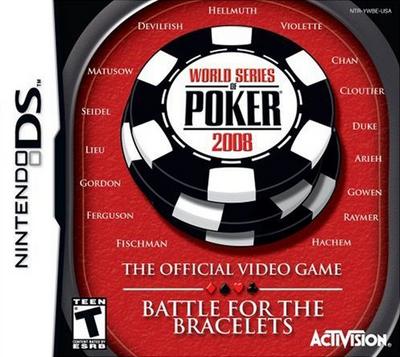 NTR-YWBE-USA
HELLMUTH
DEVILFISH
VIOLETTE
MATUSOW
CHAN
SEIDEL
CLOUTIER
LIEU
DUKE
GORDON
ARIEH
FERGUSON
GOWEN
FISCHMAN
RAYMER
HACHEM
WORLD SERIES
OF
POKER
2008
THE OFFICIAL VIDEO GAME
BATTLE FOR THE
BRACELETS
NINTENDO DS™
TEEN
T
CONTENT RATED BY
ESRB
ACTIVISION